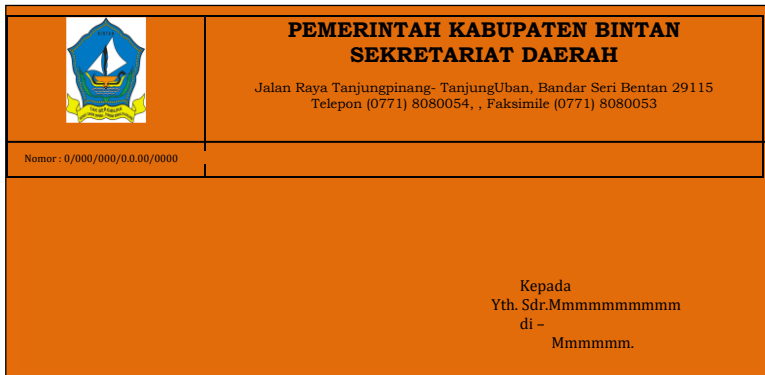 BINTAN
PEMERINTAH KABUPATEN BINTAN
SEKRETARIAT DAERAH
Jalan Raya Tanjungpinang- TanjungUban, Bandar Seri Bentan 29115
Telepon (0771) 8080054, , Faksimile (0771) 8080053
Nomor : 0/000/000/0.0.00/0000
Kepada
Yth. Sdr.Mmmmmmmmmm
di –
Mmmmmm.